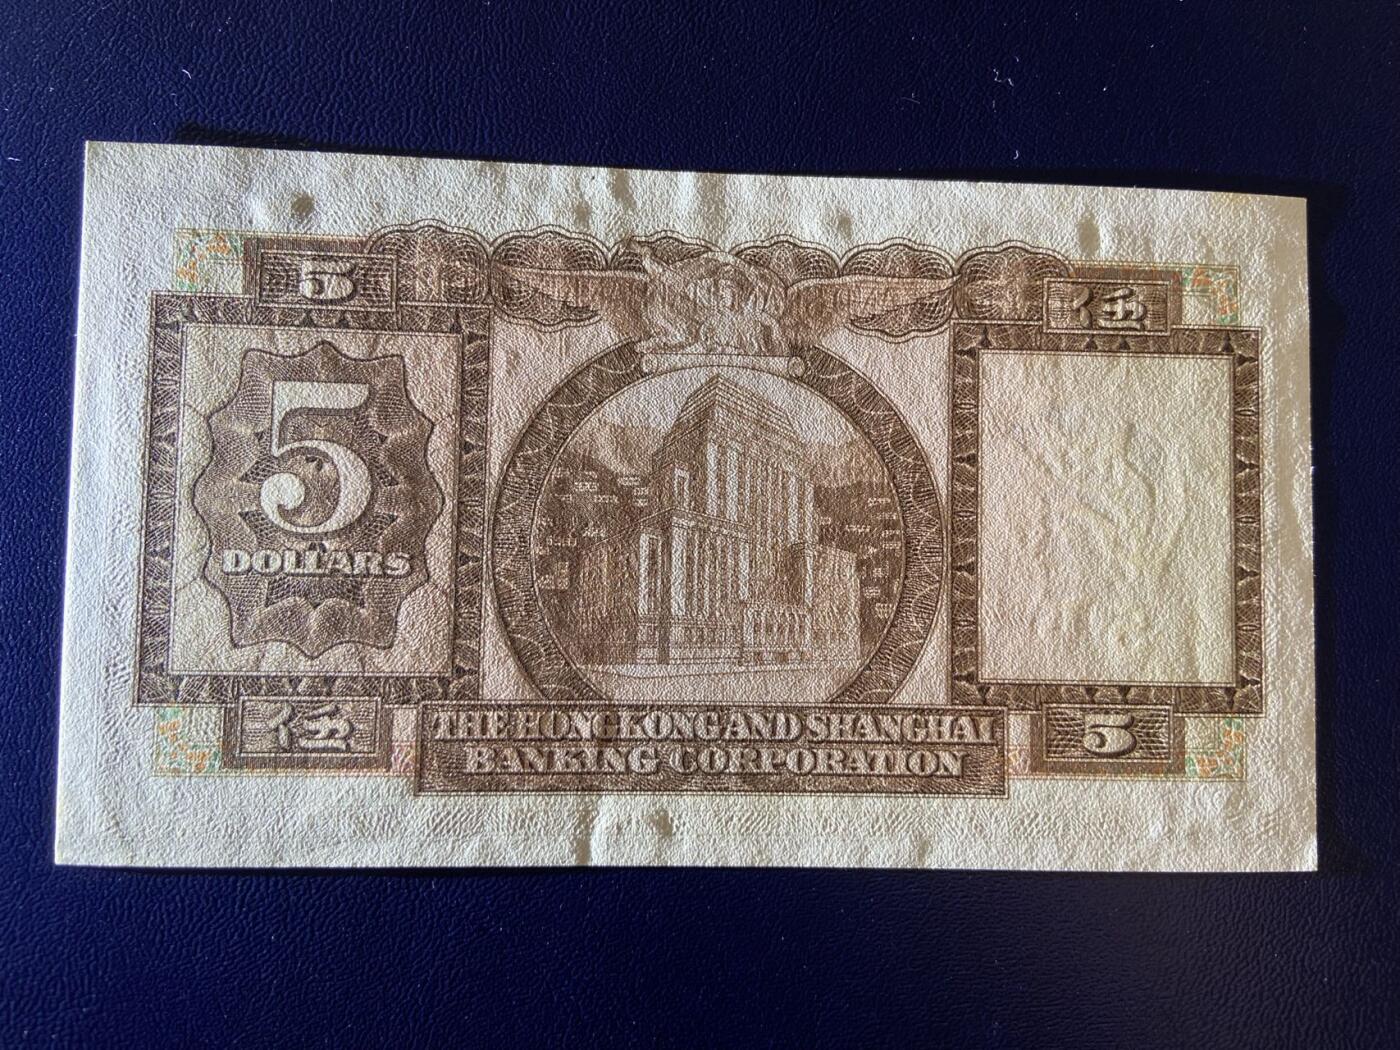 5
伍
5
DOLLARS
伍
THE HONGKONG AND SHANGHAI
BANKING CORPORATION
5